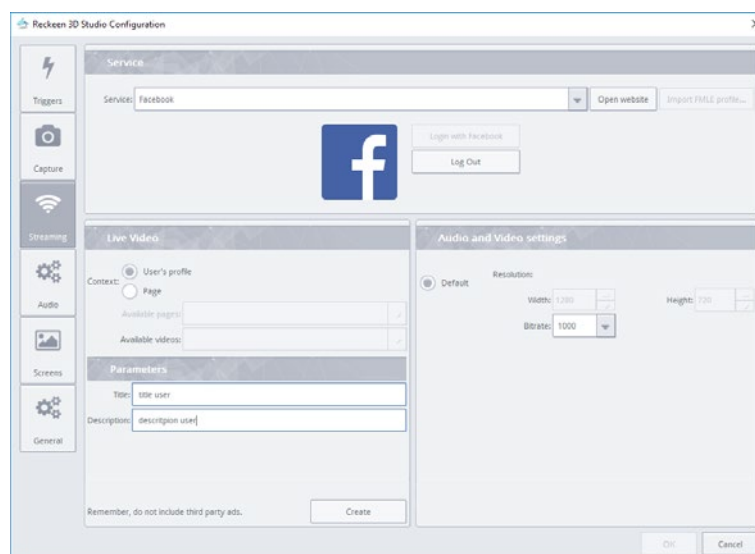 Reckeen 3D Studio Configuration
Triggers
Capture
Streaming
Audio
Screens
General
Service
Service: Facebook
Open website
Import FMLE profile...
Login with Facebook
Log Out
Live Video
Context:
User's profile
Page
Available pages:
Available videos:
Parameters
Title: title user
Description: descritpion user
Remember, do not include third party ads.
Create
Audio and Video settings
Default
Resolution:
Width: 1280
Height: 720
Bitrate: 1000
OK
Cancel